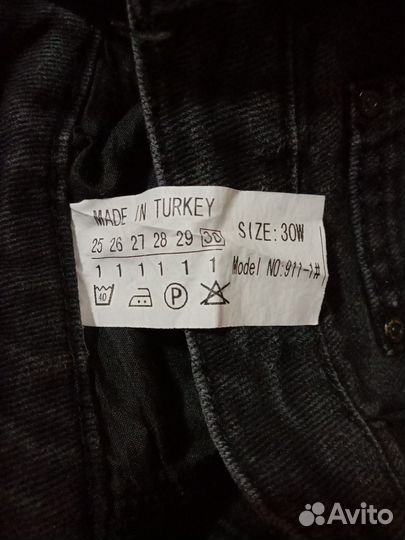 MADE IN TURKEY
25 26 27 28 29 30
1 1 1 1 1 1
40 P
SIZE: 30W
Model NO:911-1#
Avito